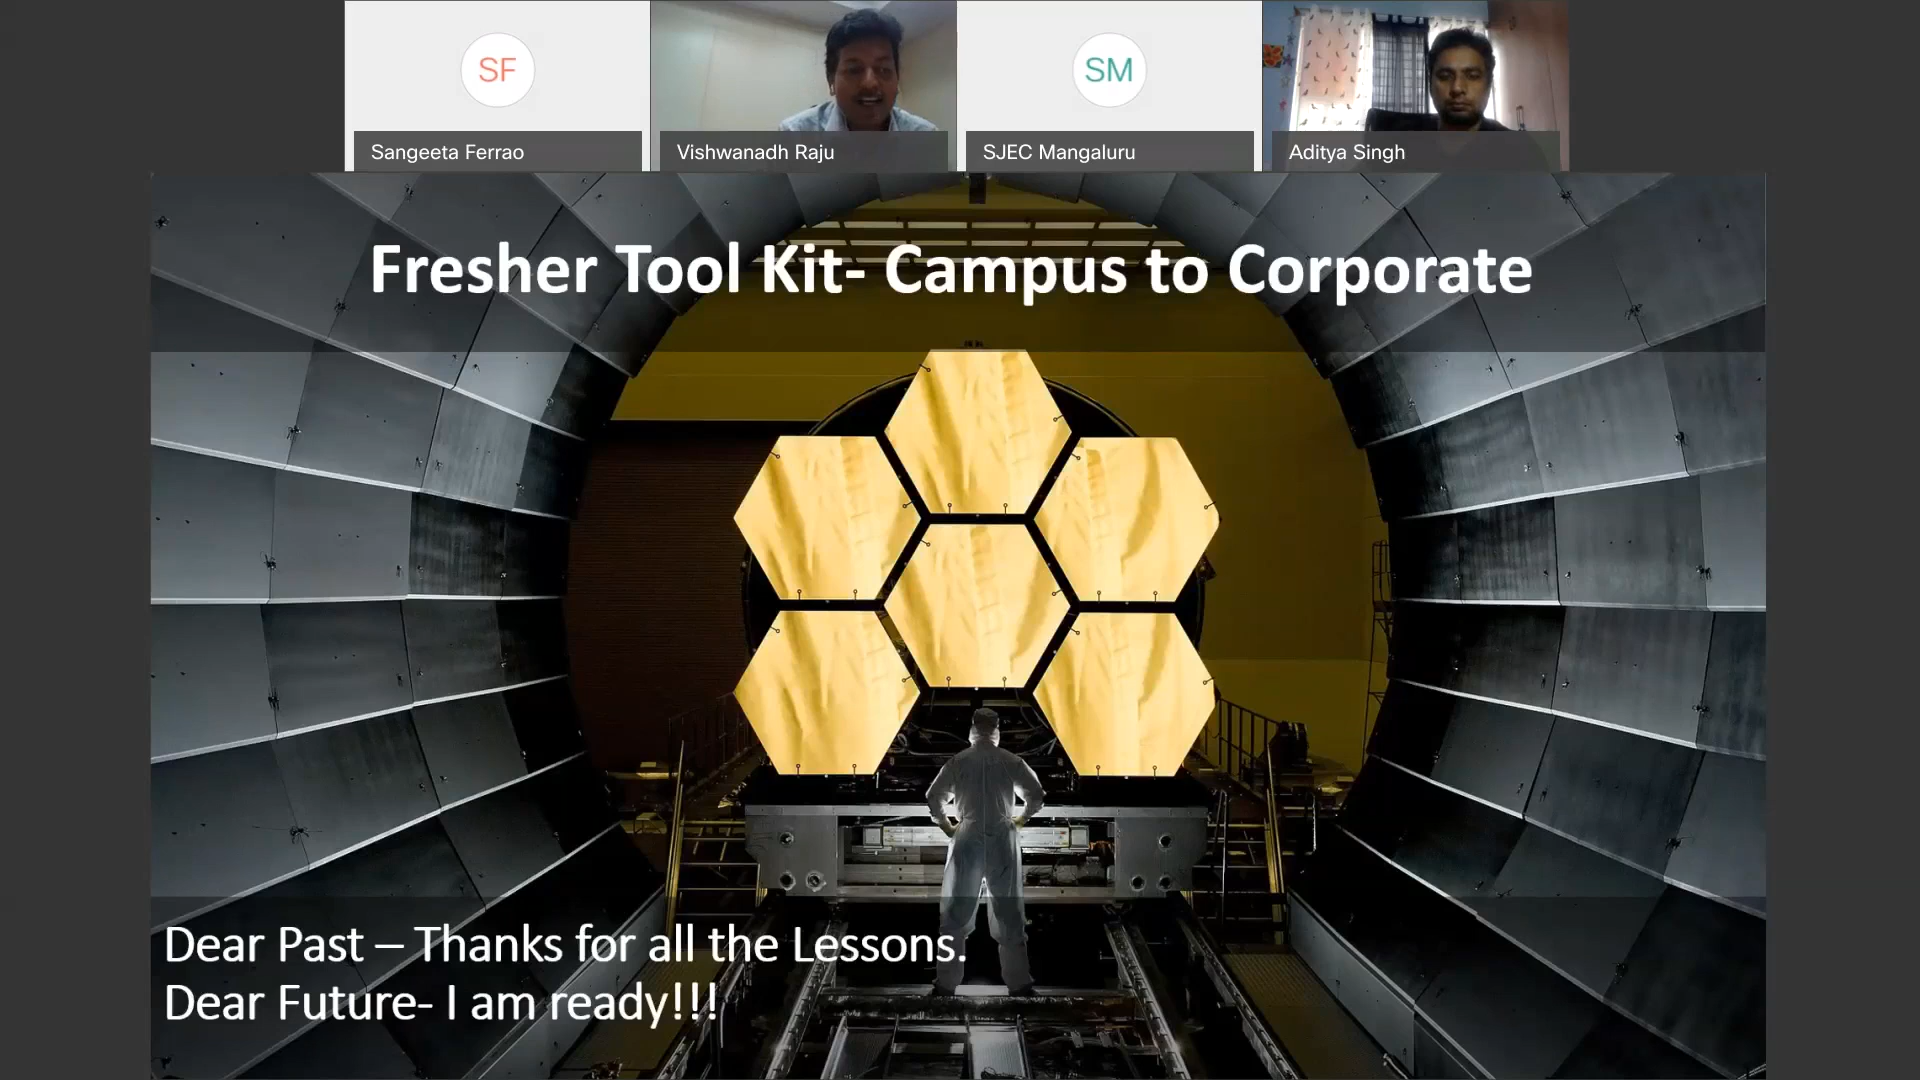 SF
SM
Sangeeta Ferrao
Vishwanadh Raju
SJEC Mangaluru
Aditya Singh
Fresher Tool Kit- Campus to Corporate
Dear Past – Thanks for all the Lessons.
Dear Future- I am ready!!!